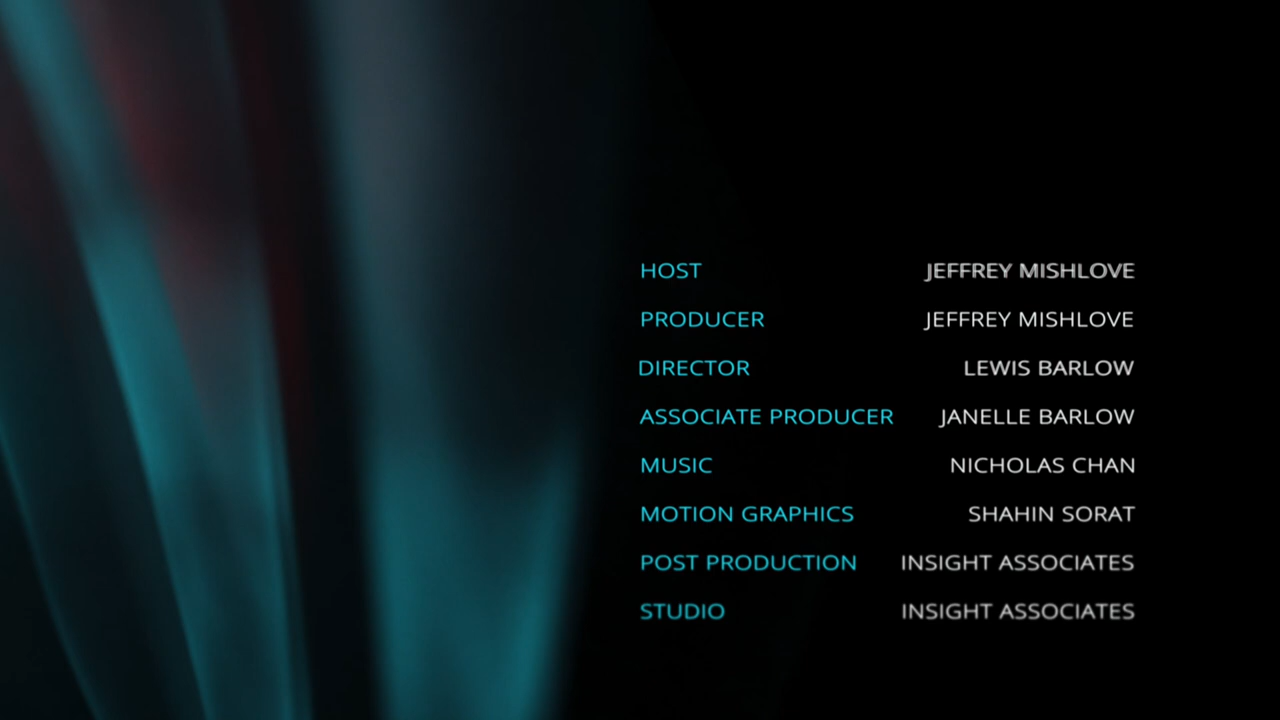 HOST JEFFREY MISHLOVE
PRODUCER JEFFREY MISHLOVE
DIRECTOR LEWIS BARLOW
ASSOCIATE PRODUCER JANELLE BARLOW
MUSIC NICHOLAS CHAN
MOTION GRAPHICS SHAHIN SORAT
POST PRODUCTION INSIGHT ASSOCIATES
STUDIO INSIGHT ASSOCIATES